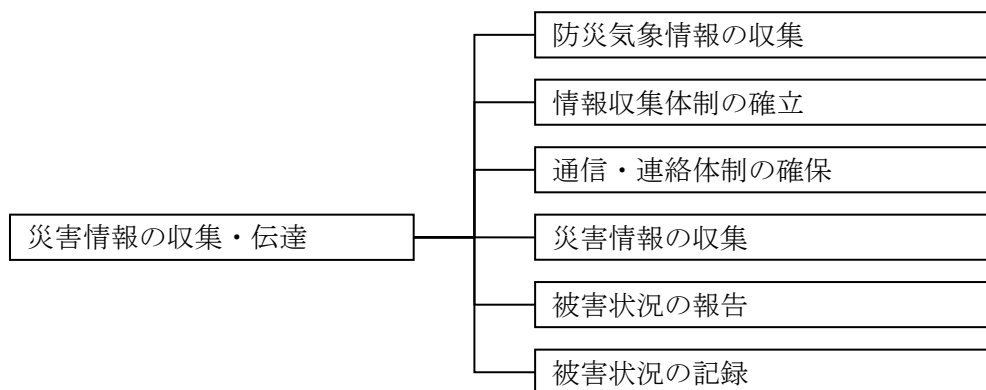 防災気象情報の収集
情報収集体制の確立
通信・連絡体制の確保
災害情報の収集・伝達
災害情報の収集
被害状況の報告
被害状況の記録